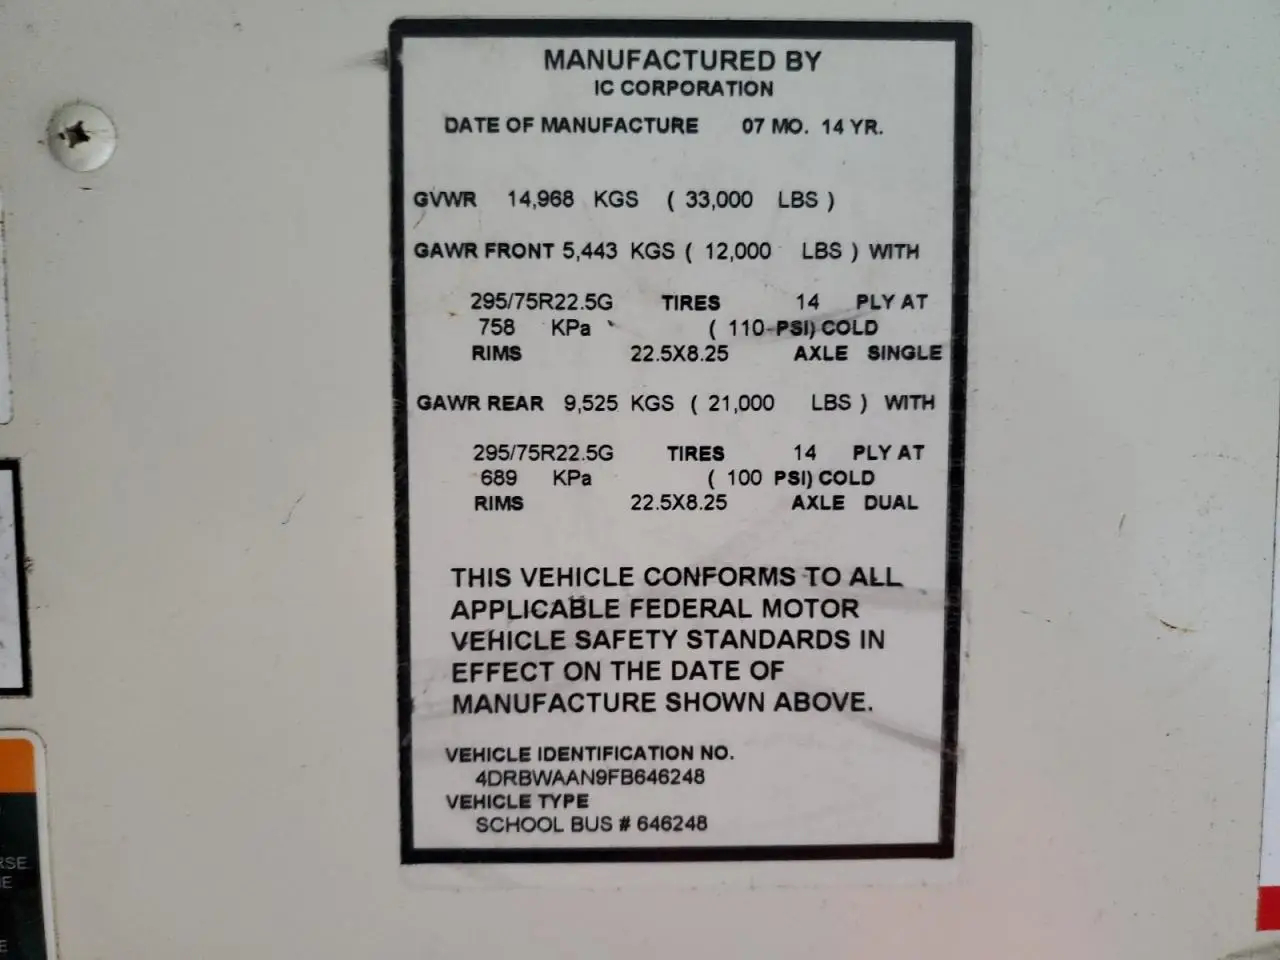 MANUFACTURED BY
IC CORPORATION
DATE OF MANUFACTURE 07 MO. 14 YR.
GVWR 14,968 KGS ( 33,000 LBS )
GAWR FRONT 5,443 KGS ( 12,000 LBS ) WITH
295/75R22.5G TIRES 14 PLY AT
758 KPa ( 110 PSI) COLD
RIMS 22.5X8.25 AXLE SINGLE
GAWR REAR 9,525 KGS ( 21,000 LBS ) WITH
295/75R22.5G TIRES 14 PLY AT
689 KPa ( 100 PSI) COLD
RIMS 22.5X8.25 AXLE DUAL
THIS VEHICLE CONFORMS TO ALL
APPLICABLE FEDERAL MOTOR
VEHICLE SAFETY STANDARDS IN
EFFECT ON THE DATE OF
MANUFACTURE SHOWN ABOVE.
VEHICLE IDENTIFICATION NO.
4DRBWAAN9FB646248
VEHICLE TYPE
SCHOOL BUS # 646248